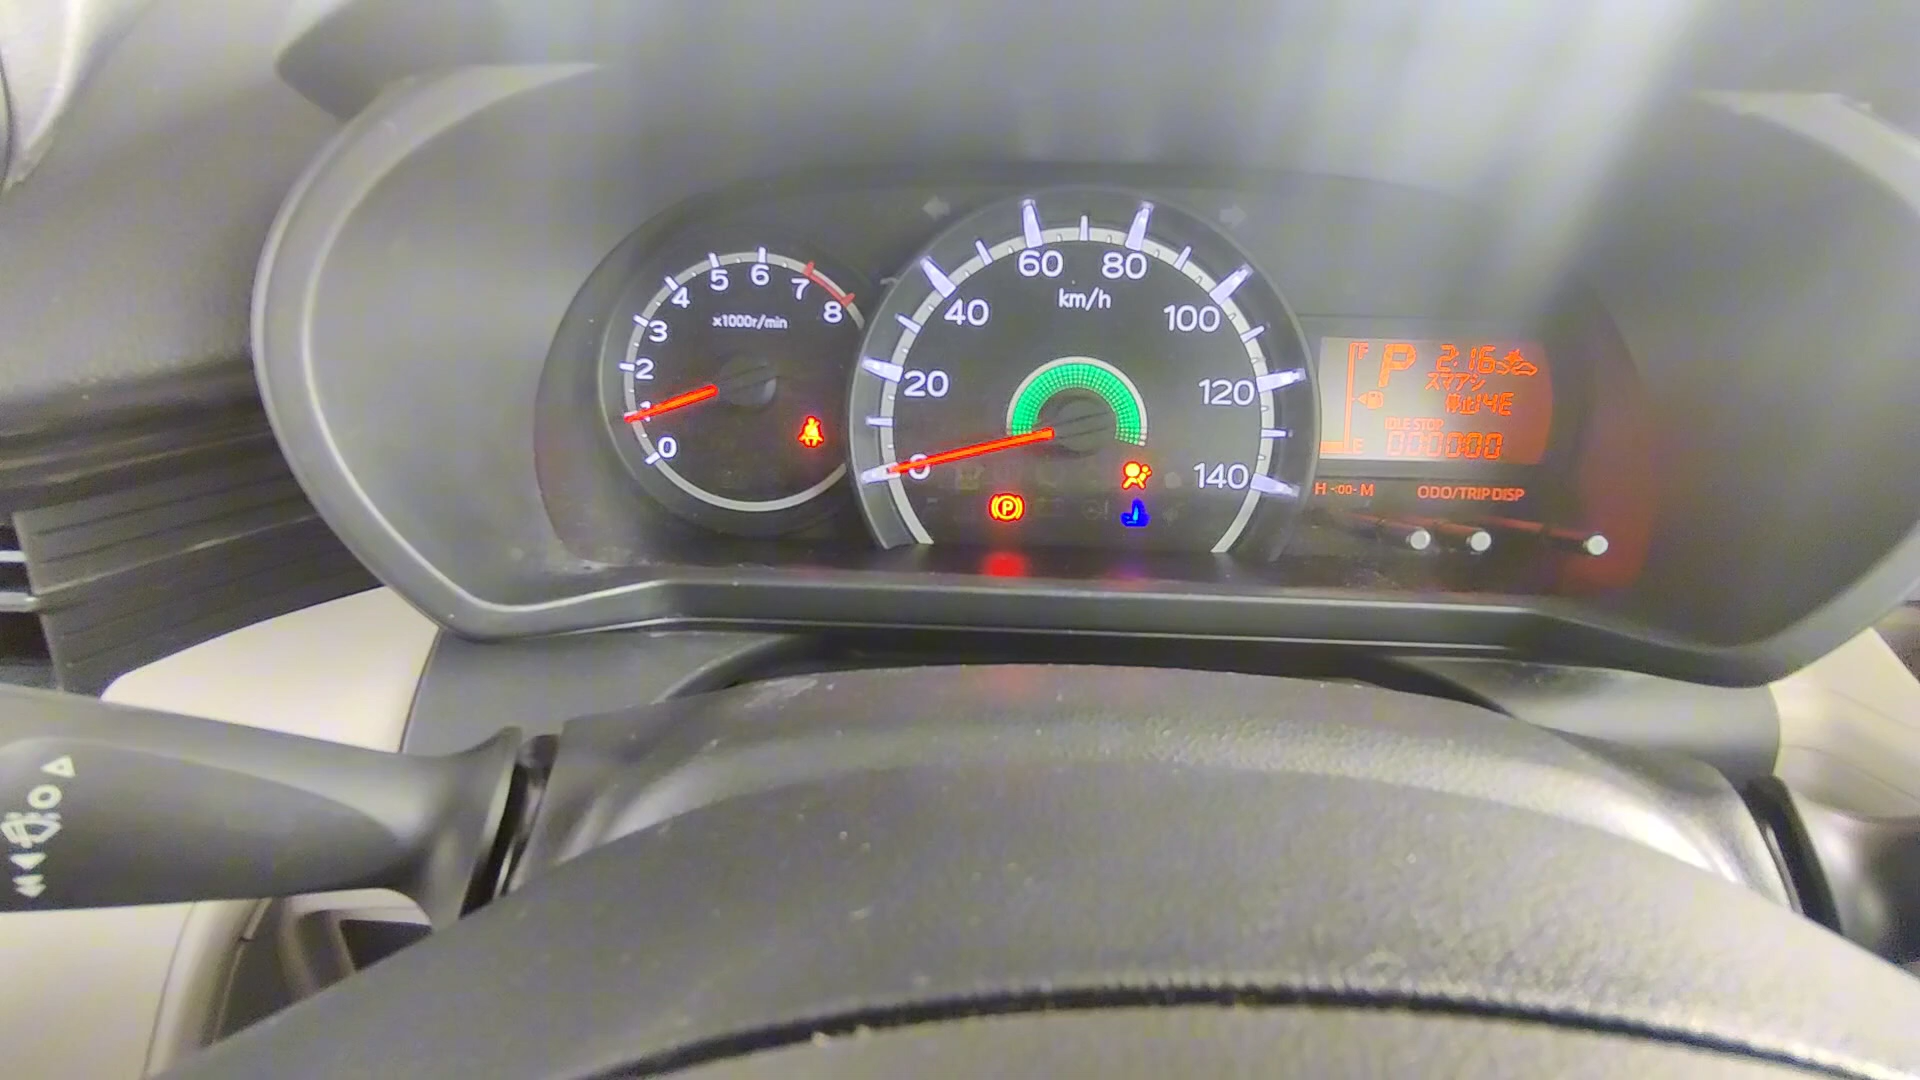 0
1
2
3
4
5
6
7
8
x1000r/min
0
20
40
60
80
100
120
140
km/h
P
F
P
2:16
スマアシ
停止
E
IDLE STOP
000000
H -:00- M
ODO/TRIP DISP
O